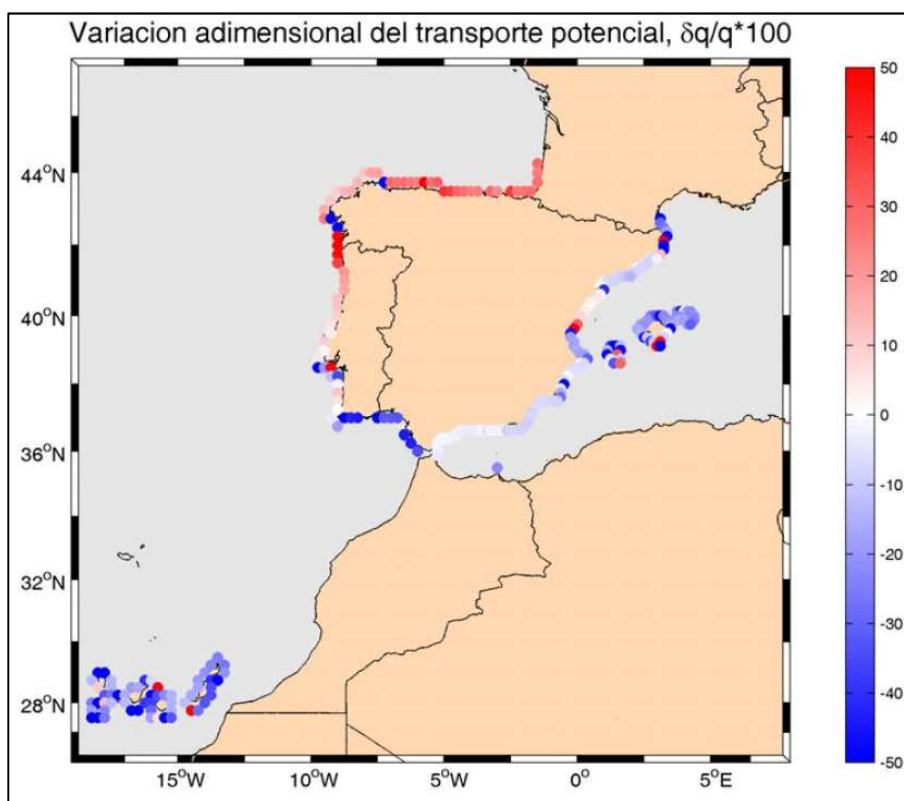 Variacion adimensional del transporte potencial, δq/q*100
44°N
40°N
36°N
32°N
28°N
15°W
10°W
5°W
0°
5°E
50
40
30
20
10
0
-10
-20
-30
-40
-50